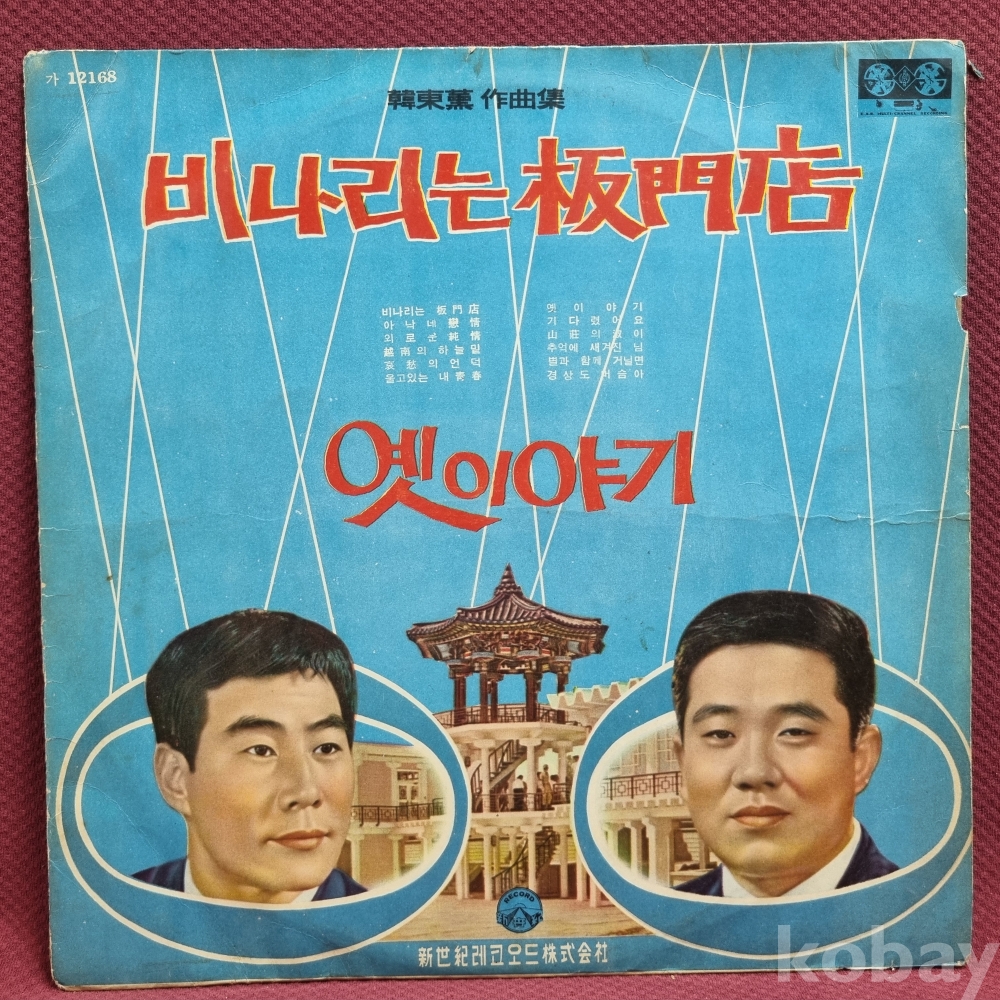 가 12168
韓東薰 作曲集
비나리는 板門店
비나리는 板門店
아낙네 戀情
외로운 純情
越南의 하늘밑
哀愁의 언덕
울고있는 내 靑春
옛이야기
기다렸어요
山莊의
추억에 새겨진 님
별과 함께 거닐면
경상도 머슴아
옛이야기
RECORD
新世紀레코오드株式会社
kobay